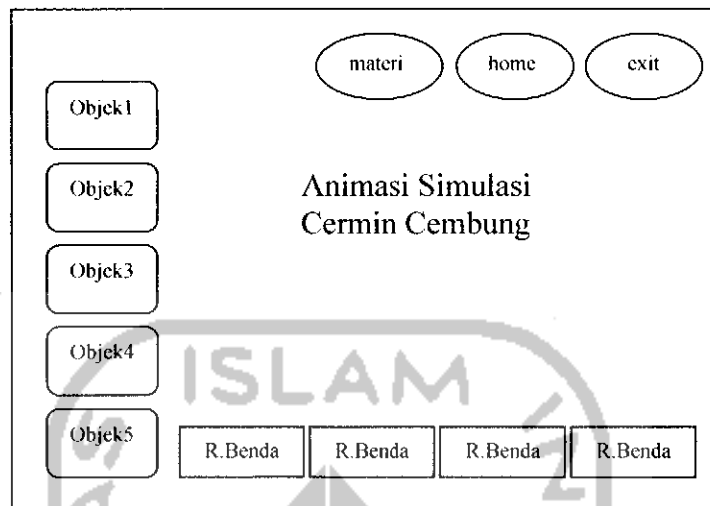 materi home exit
Objek1
Objek2
Animasi Simulasi
Cermin Cembung
Objek3
Objek4
ISLAM
Objek5
R.Benda R.Benda R.Benda R.Benda